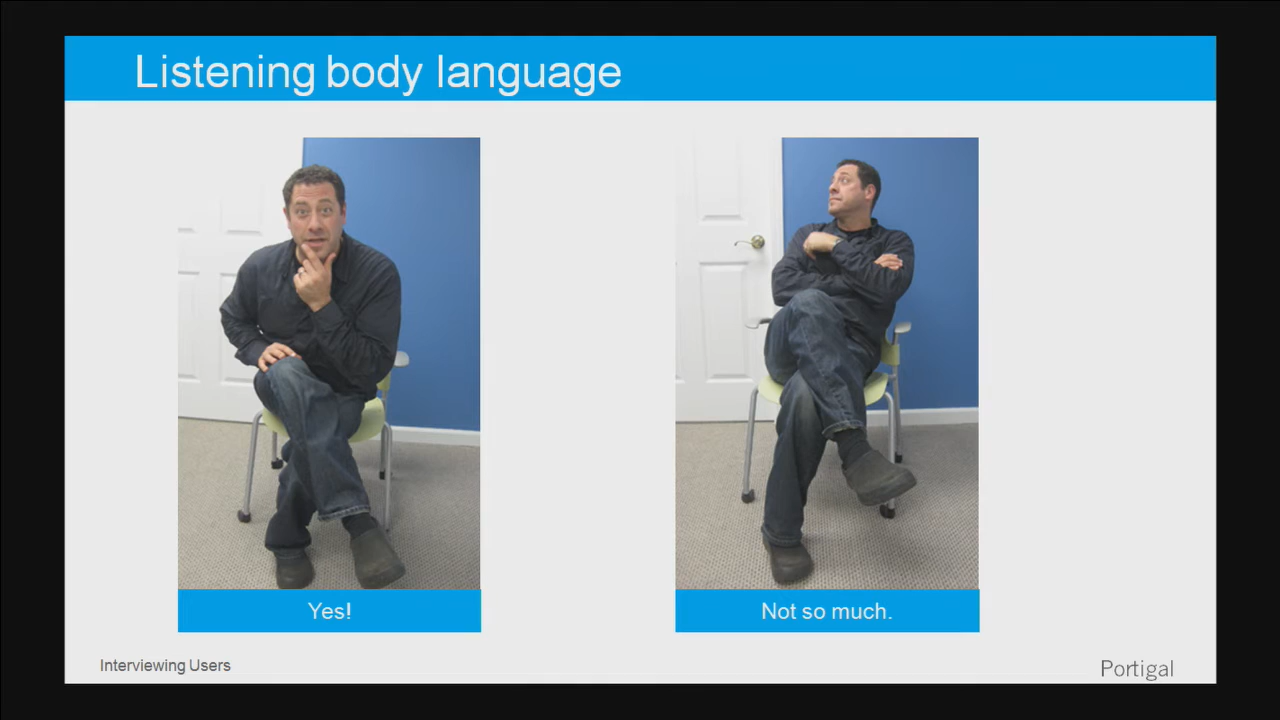 Listening body language
Yes!
Not so much.
Interviewing Users
Portigal